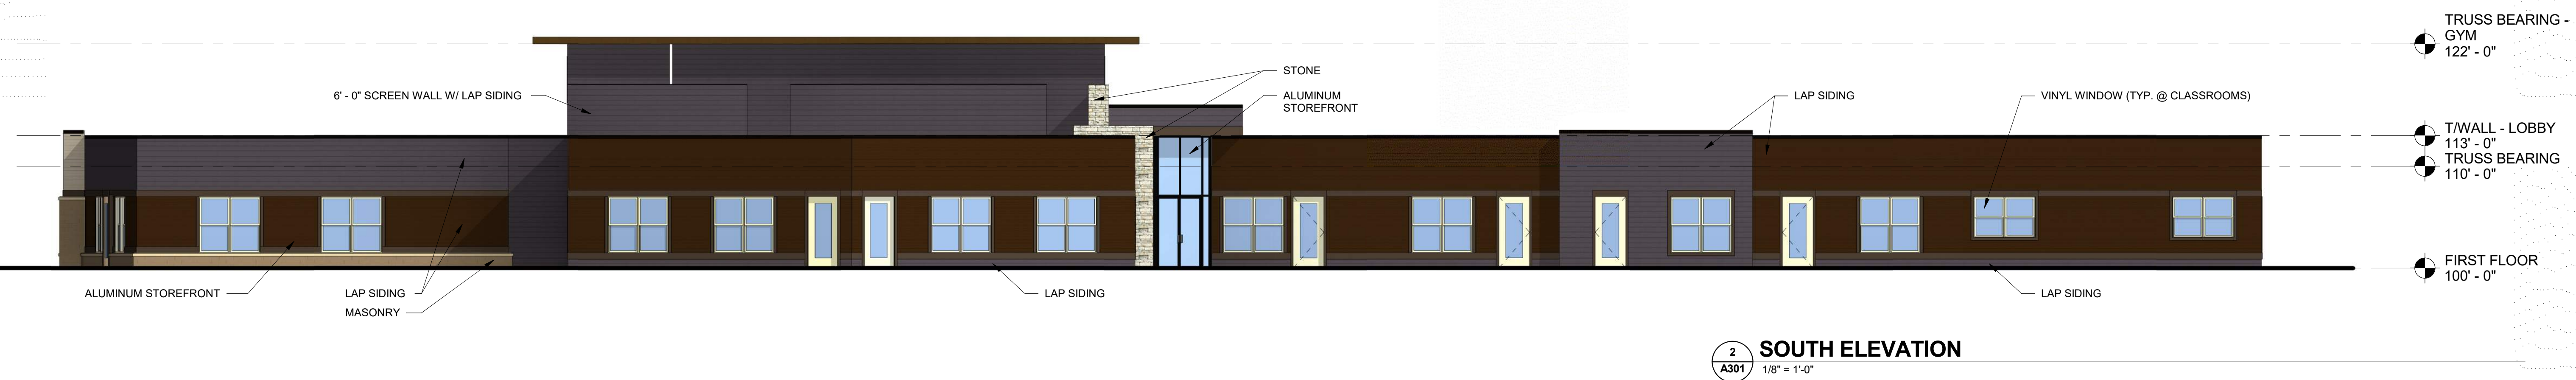 TRUSS BEARING -
GYM
122' - 0"
STONE
6' - 0" SCREEN WALL W/ LAP SIDING
ALUMINUM
STOREFRONT
LAP SIDING
VINYL WINDOW (TYP. @ CLASSROOMS)
T/WALL - LOBBY
113' - 0"
TRUSS BEARING
110' - 0"
FIRST FLOOR
100' - 0"
ALUMINUM STOREFRONT
LAP SIDING
MASONRY
LAP SIDING
LAP SIDING
2
A301
SOUTH ELEVATION
1/8" = 1'-0"